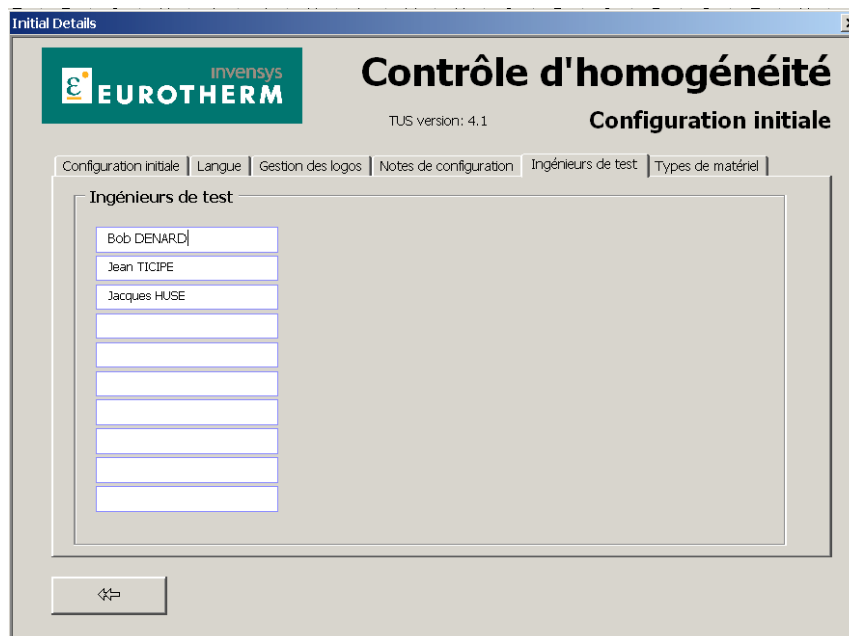 Initial Details
invensys
EUROTHERM
Contrôle d'homogénéité
TUS version: 4.1
Configuration initiale
Configuration initiale Langue Gestion des logos Notes de configuration Ingénieurs de test Types de matériel
Ingénieurs de test
Bob DENARD
Jean TICIPE
Jacques HUSE